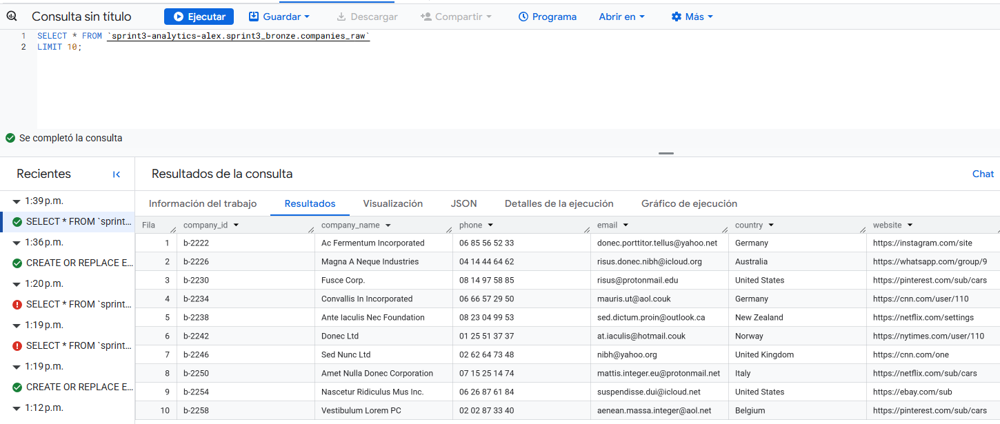 Consulta sin título Ejecutar Guardar Descargar Compartir Programa Abrir en Más
1 SELECT * FROM `sprint3-analytics-alex.sprint3_bronze.companies_raw`
2 LIMIT 10;
Se completó la consulta
Recientes
1:39 p.m.
SELECT * FROM `sprint...
1:36 p.m.
CREATE OR REPLACE E...
1:20 p.m.
SELECT * FROM `sprint...
1:19 p.m.
SELECT * FROM `sprint...
1:19 p.m.
CREATE OR REPLACE E...
1:12 p.m.
Resultados de la consulta Chat
Información del trabajo Resultados Visualización JSON Detalles de la ejecución Gráfico de ejecución
Fila company_id company_name phone email country website
1 b-2222 Ac Fermentum Incorporated 06 85 56 52 33 donec.porttitor.tellus@yahoo.net Germany https://instagram.com/site
2 b-2226 Magna A Neque Industries 04 14 44 64 62 risus.donec.nibh@icloud.org Australia https://whatsapp.com/group/9
3 b-2230 Fusce Corp. 08 14 97 58 85 risus@protonmail.edu United States https://pinterest.com/sub/cars
4 b-2234 Convallis In Incorporated 06 66 57 29 50 mauris.ut@aol.couk Germany https://cnn.com/user/110
5 b-2238 Ante Iaculis Nec Foundation 08 23 04 99 53 sed.dictum.proin@outlook.ca New Zealand https://netflix.com/settings
6 b-2242 Donec Ltd 01 25 51 37 37 at.iaculis@hotmail.couk Norway https://nytimes.com/user/110
7 b-2246 Sed Nunc Ltd 02 62 64 73 48 nibh@yahoo.org United Kingdom https://cnn.com/one
8 b-2250 Amet Nulla Donec Corporation 07 15 25 14 74 mattis.integer.eu@protonmail.net Italy https://netflix.com/sub/cars
9 b-2254 Nascetur Ridiculus Mus Inc. 06 26 87 61 84 suspendisse.dui@icloud.net United States https://ebay.com/sub
10 b-2258 Vestibulum Lorem PC 02 02 87 33 40 aenean.massa.integer@aol.net Belgium https://pinterest.com/sub/cars